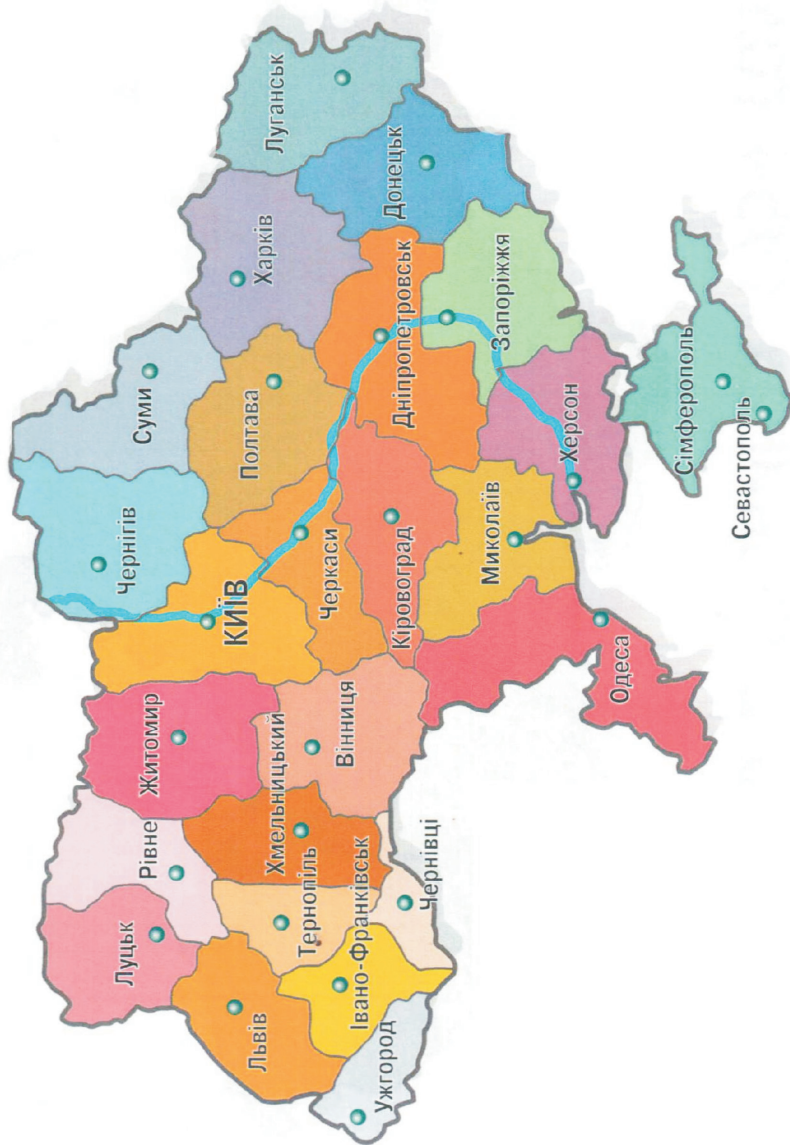 Луцьк
Рівне
Житомир
Чернігів
Суми
КИЇВ
Львів
Тернопіль
Хмельницький
Вінниця
Черкаси
Полтава
Харків
Луганськ
Ужгород
Івано-Франківськ
Чернівці
Кіровоград
Дніпропетровськ
Донецьк
Запоріжжя
Миколаїв
Херсон
Одеса
Сімферополь
Севастополь